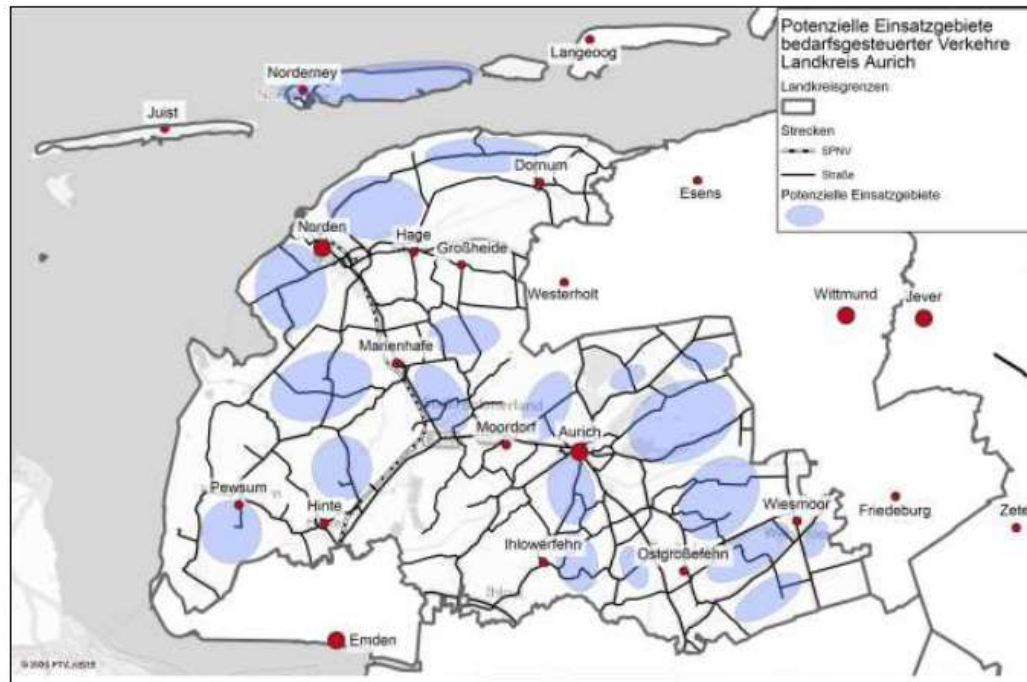 Potenzielle Einsatzgebiete
bedarfsgesteuerter Verkehre
Landkreis Aurich
Landkreisgrenzen
Strecken
SPNV
Straße
Potenzielle Einsatzgebiete
Langeoog
Norderney
Juist
Dornum
Esens
Norden
Hage
Großheide
Westerholt
Wittmund
Jever
Marienhafe
Moordorf
Aurich
Pewsum
Hinte
Wiesmoor
Friedeburg
Zete
Ihlowerfehn
Ostgroßefehn
Emden